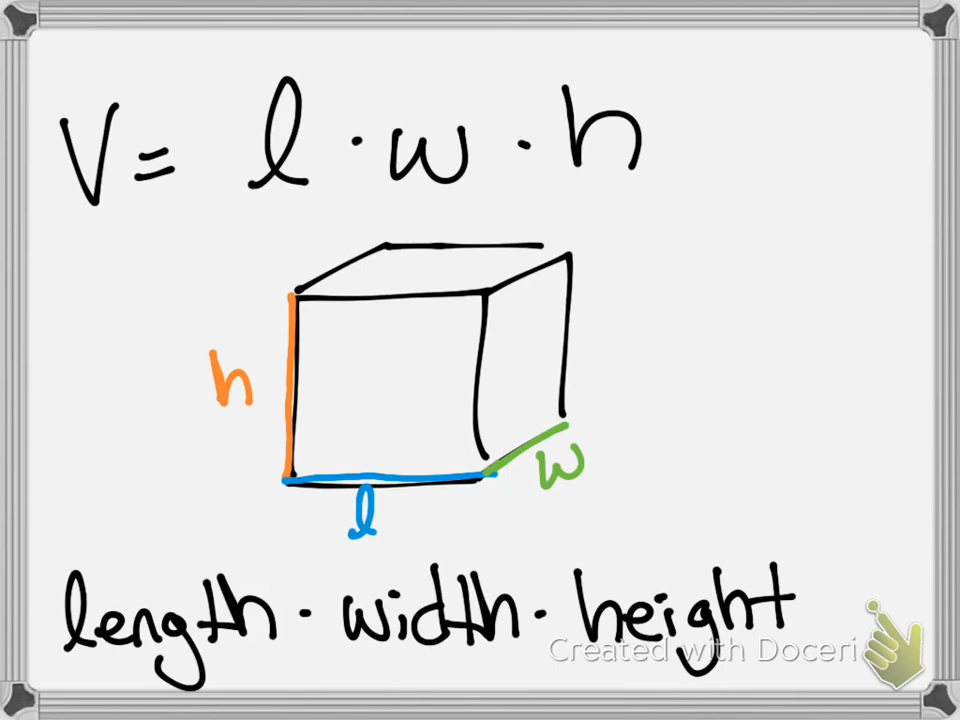 V = l · w · h
h
w
l
length · width · height
Created with Doceri